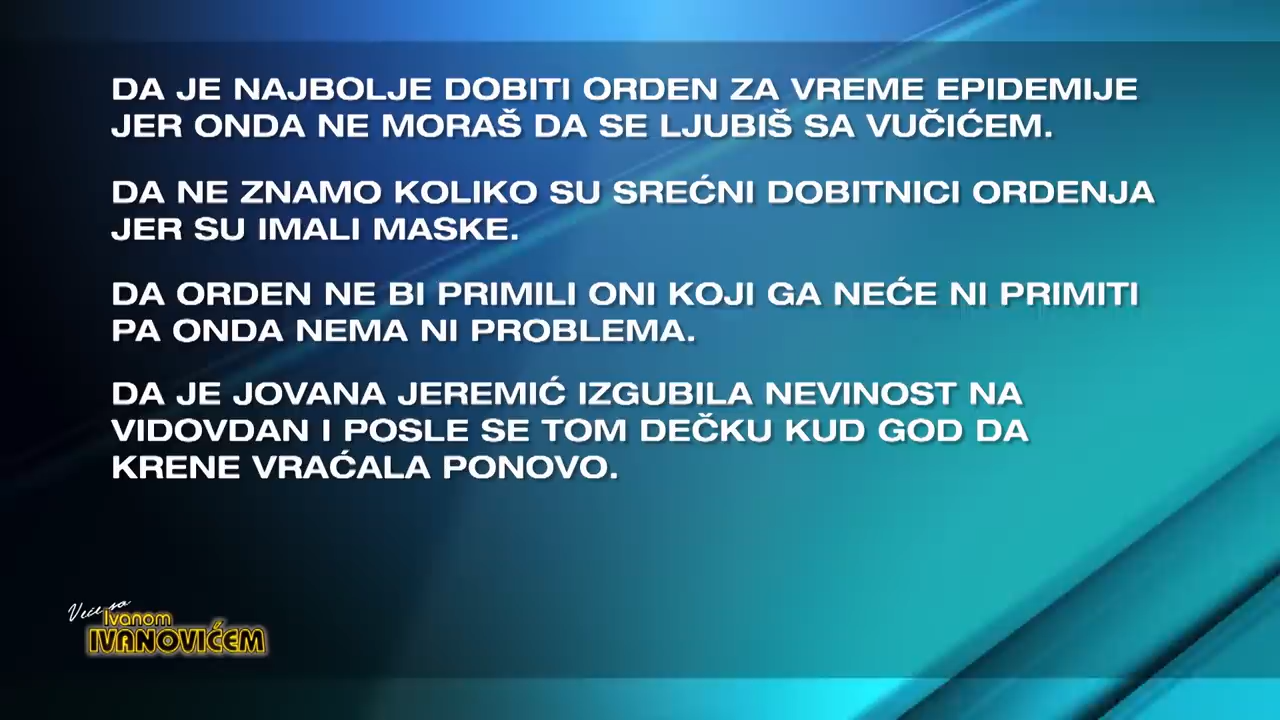 DA JE NAJBOLJE DOBITI ORDEN ZA VREME EPIDEMIJE
JER ONDA NE MORAŠ DA SE LJUBIŠ SA VUČIĆEM.
DA NE ZNAMO KOLIKO SU SREĆNI DOBITNICI ORDENJA
JER SU IMALI MASKE.
DA ORDEN NE BI PRIMILI ONI KOJI GA NEĆE NI PRIMITI
PA ONDA NEMA NI PROBLEMA.
DA JE JOVANA JEREMIĆ IZGUBILA NEVINOST NA
VIDOVDAN I POSLE SE TOM DEČKU KUD GOD DA
KRENE VRAĆALA PONOVO.
Veče sa
Ivanom
IVANOVIĆEM